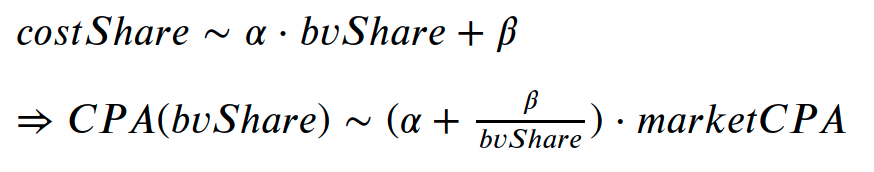 costShare ∼ α · bvShare + β
⇒ CPA(bvShare) ∼ (α + β/bvShare) · marketCPA